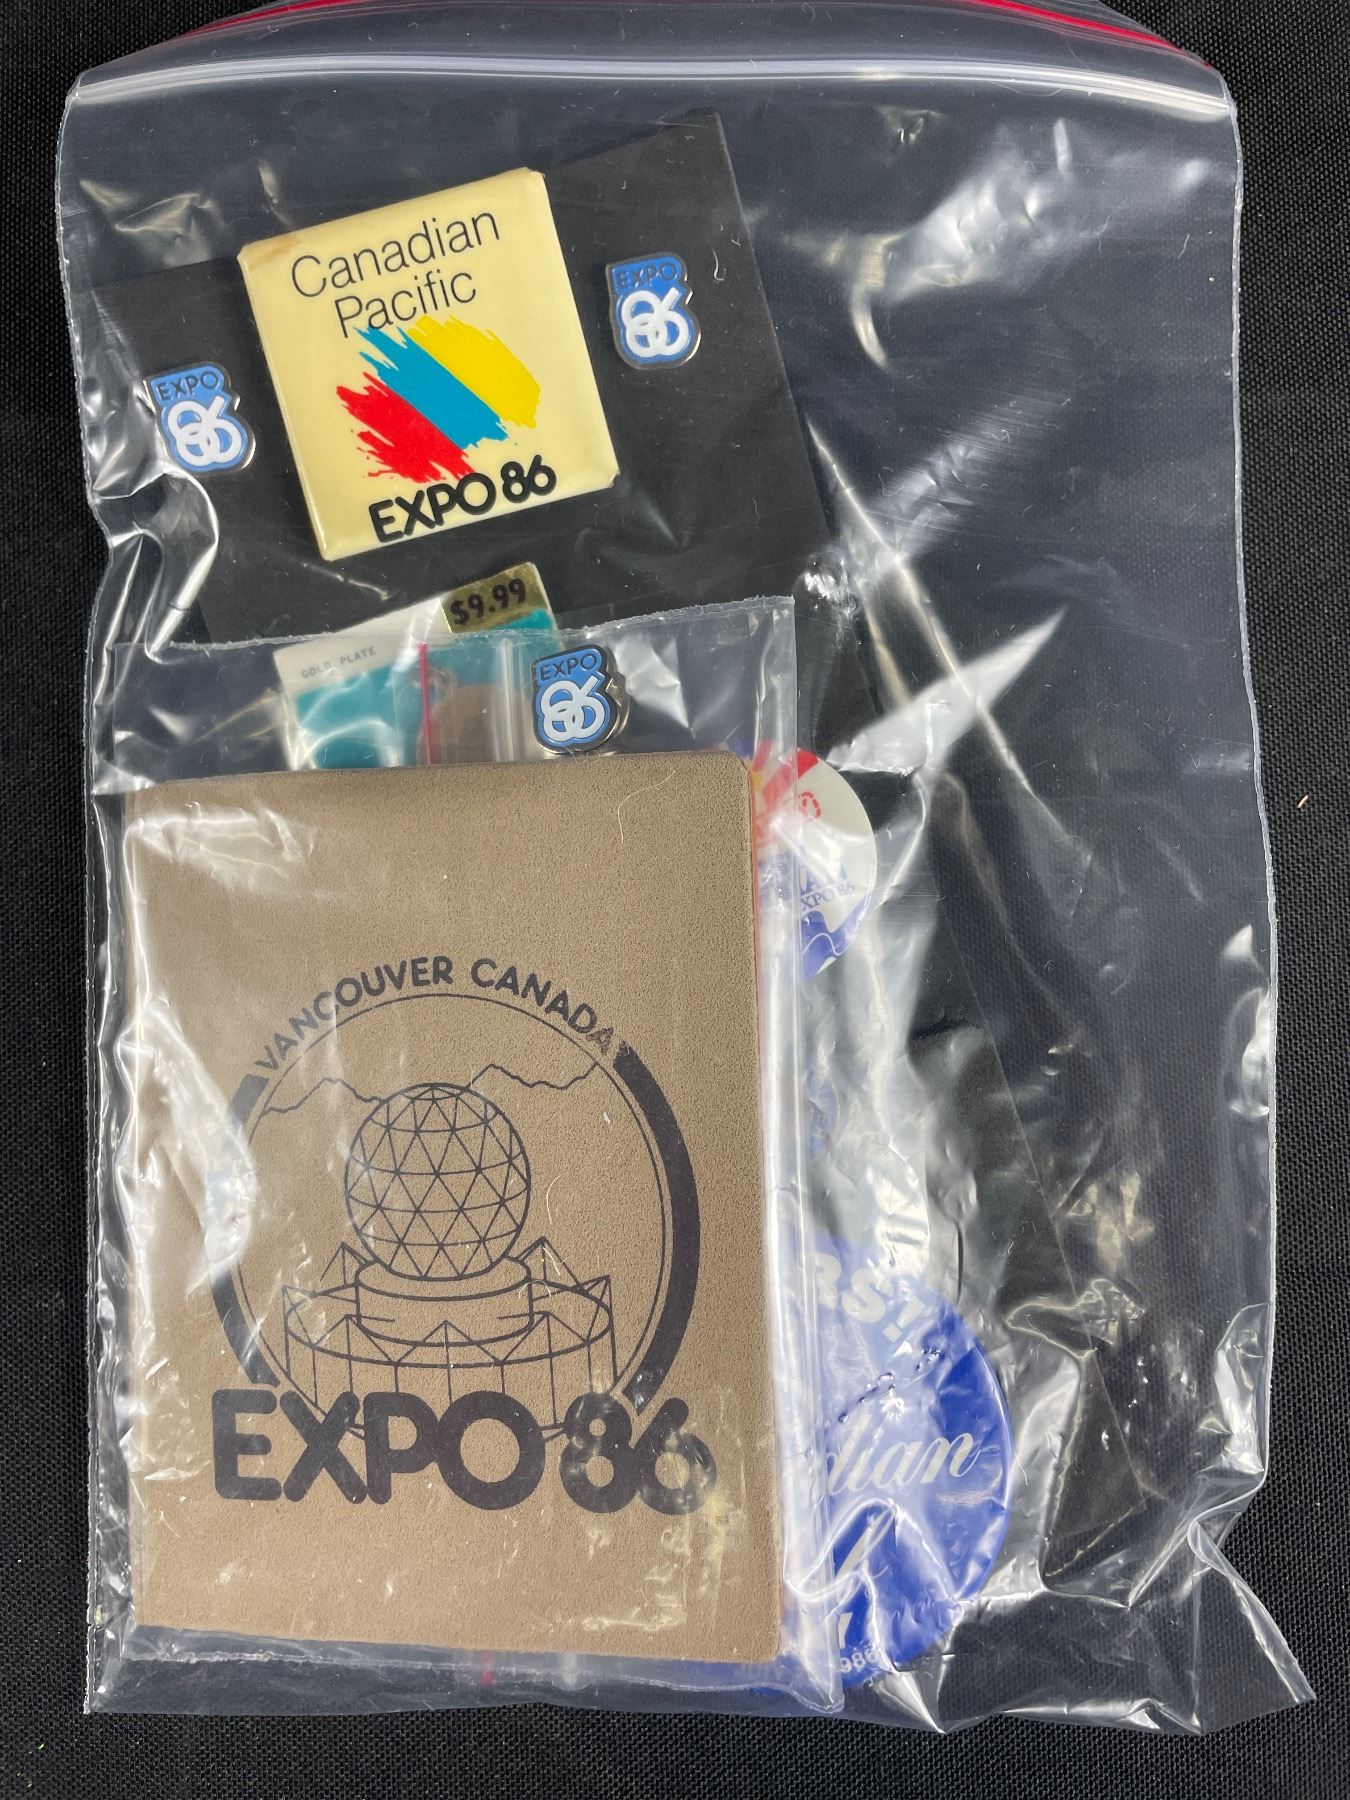 Canadian
Pacific
EXPO 86
EXPO
86
EXPO
86
$9.99
GOLD PLATE
EXPO
86
EXPO 86
VANCOUVER CANADA
EXPO 86